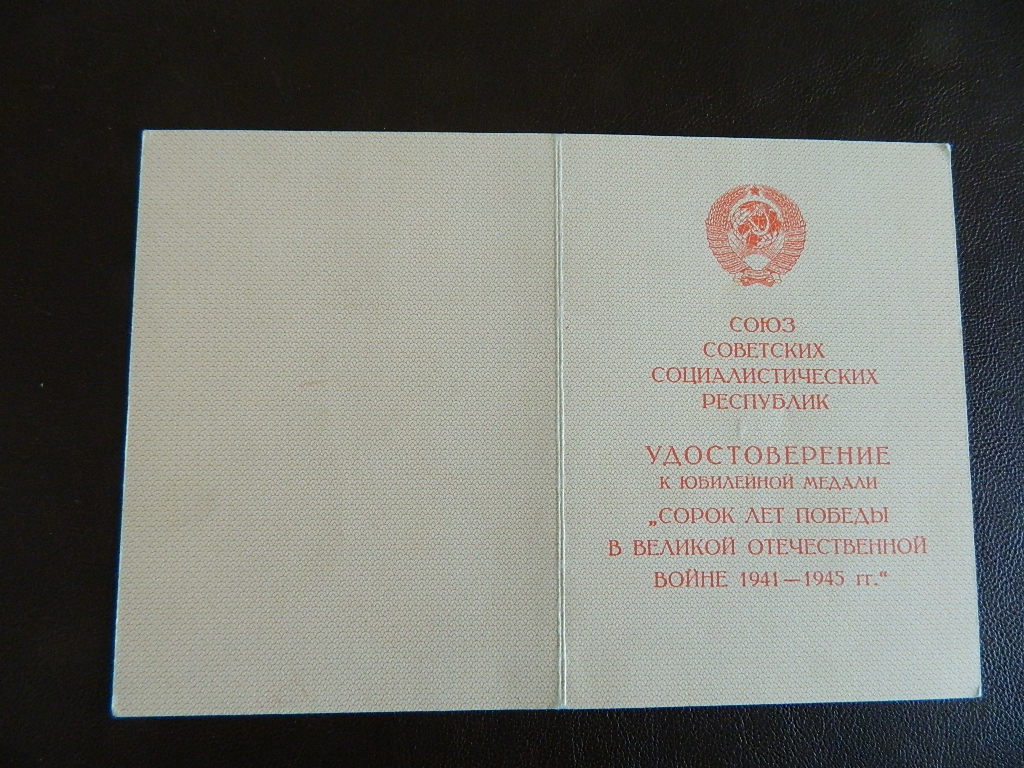 СОЮЗ
СОВЕТСКИХ
СОЦИАЛИСТИЧЕСКИХ
РЕСПУБЛИК
УДОСТОВЕРЕНИЕ
К ЮБИЛЕЙНОЙ МЕДАЛИ
„СОРОК ЛЕТ ПОБЕДЫ
В ВЕЛИКОЙ ОТЕЧЕСТВЕННОЙ
ВОЙНЕ 1941—1945 гг.“